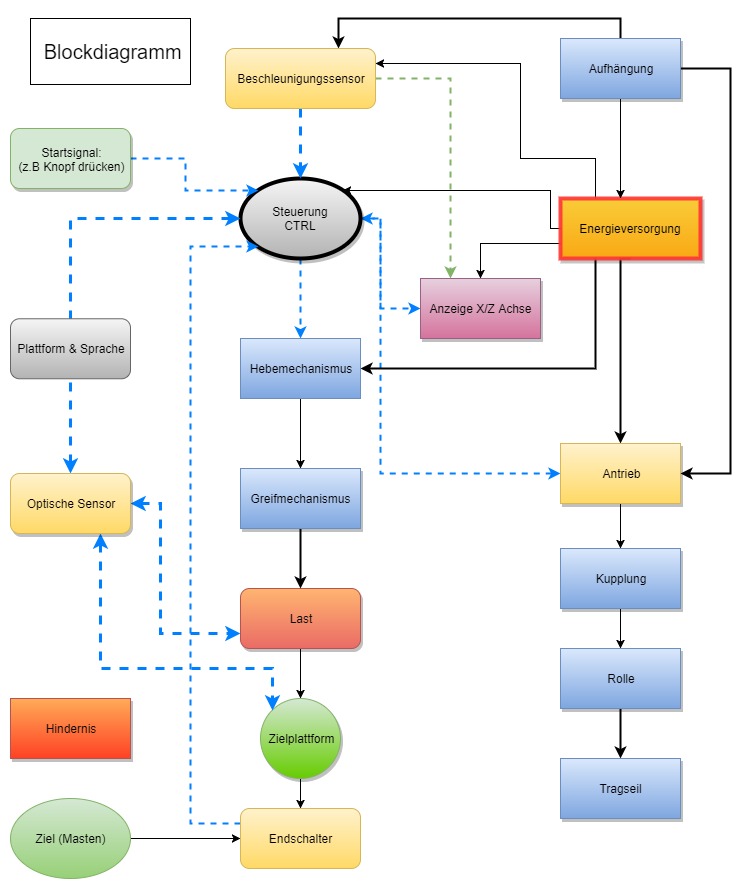 Blockdiagramm
Beschleunigungssensor
Aufhängung
Startsignal:
(z.B Knopf drücken)
Steuerung
CTRL
Energieversorgung
Anzeige X/Z Achse
Plattform & Sprache
Hebemechanismus
Antrieb
Optische Sensor
Greifmechanismus
Kupplung
Last
Rolle
Hindernis
Zielplattform
Tragseil
Ziel (Masten)
Endschalter